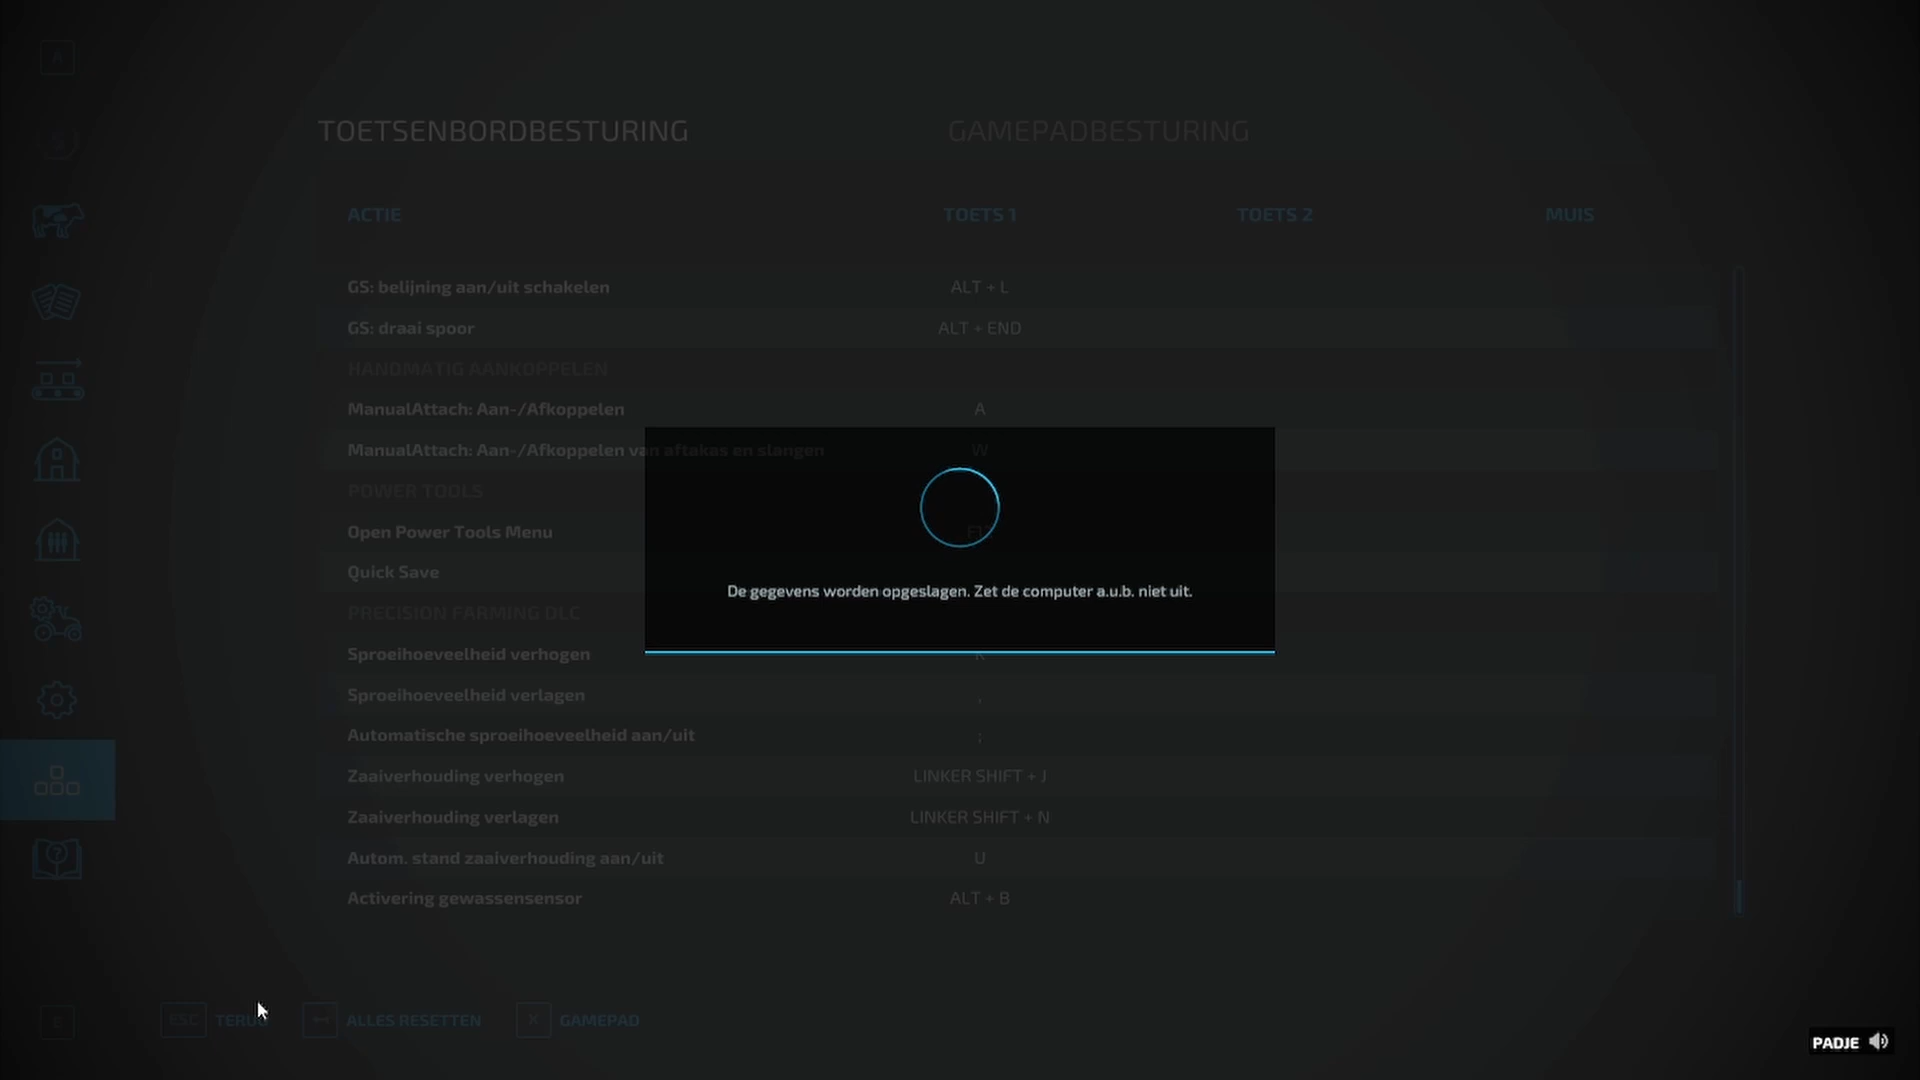 A
TOETSENBORDBESTURING GAMEPADBESTURING
ACTIE TOETS 1 TOETS 2 MUIS
GS: belijning aan/uit schakelen ALT + L
GS: draai spoor ALT + END
HANDMATIG AANKOPPELEN
ManualAttach: Aan-/Afkoppelen A
ManualAttach: Aan-/Afkoppelen van aftakas en slangen W
POWER TOOLS
Open Power Tools Menu
Quick Save
De gegevens worden opgeslagen. Zet de computer a.u.b. niet uit.
PRECISION FARMING DLC
Sproeihoeveelheid verhogen K
Sproeihoeveelheid verlagen ,
Automatische sproeihoeveelheid aan/uit ;
Zaaiverhouding verhogen LINKER SHIFT + J
Zaaiverhouding verlagen LINKER SHIFT + N
Autom. stand zaaiverhouding aan/uit U
Activering gewassensensor ALT + B
E ESC TERUG ALLES RESETTEN X GAMEPAD
PADJE